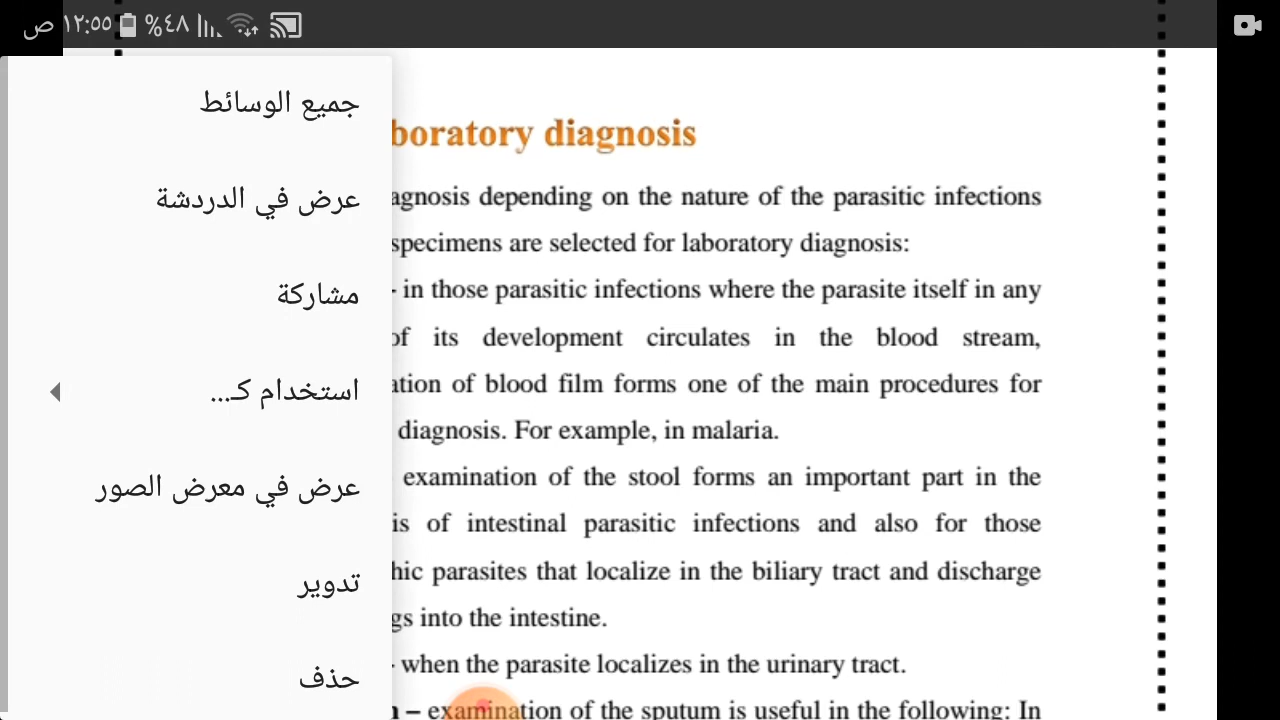 ١٢:٥٥ ص
%٤٨
جميع الوسائط
عرض في الدردشة
مشاركة
استخدام كـ...
عرض في معرض الصور
تدوير
حذف
boratory diagnosis
agnosis depending on the nature of the parasitic infections
specimens are selected for laboratory diagnosis:
- in those parasitic infections where the parasite itself in any
of its development circulates in the blood stream,
ation of blood film forms one of the main procedures for
diagnosis. For example, in malaria.
examination of the stool forms an important part in the
is of intestinal parasitic infections and also for those
hic parasites that localize in the biliary tract and discharge
gs into the intestine.
- when the parasite localizes in the urinary tract.
– examination of the sputum is useful in the following: In